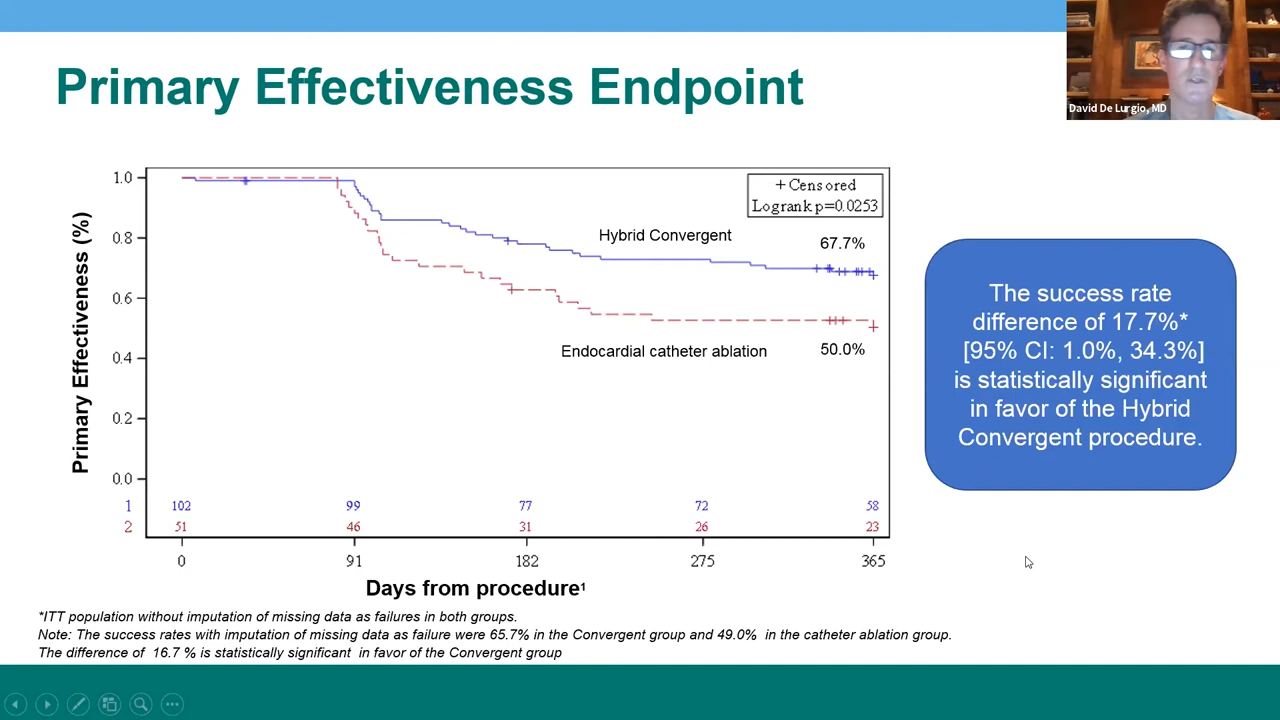 Primary Effectiveness Endpoint
David De Lurgio, MD
1.0
0.8
0.6
0.4
0.2
0.0
Primary Effectiveness (%)
+ Censored
Logrank p=0.0253
Hybrid Convergent
67.7%
Endocardial catheter ablation
50.0%
1 102 99 77 72 58
2 51 46 31 26 23
0 91 182 275 365
Days from procedure¹
The success rate
difference of 17.7%*
[95% CI: 1.0%, 34.3%]
is statistically significant
in favor of the Hybrid
Convergent procedure.
*ITT population without imputation of missing data as failures in both groups.
Note: The success rates with imputation of missing data as failure were 65.7% in the Convergent group and 49.0% in the catheter ablation group.
The difference of 16.7 % is statistically significant in favor of the Convergent group